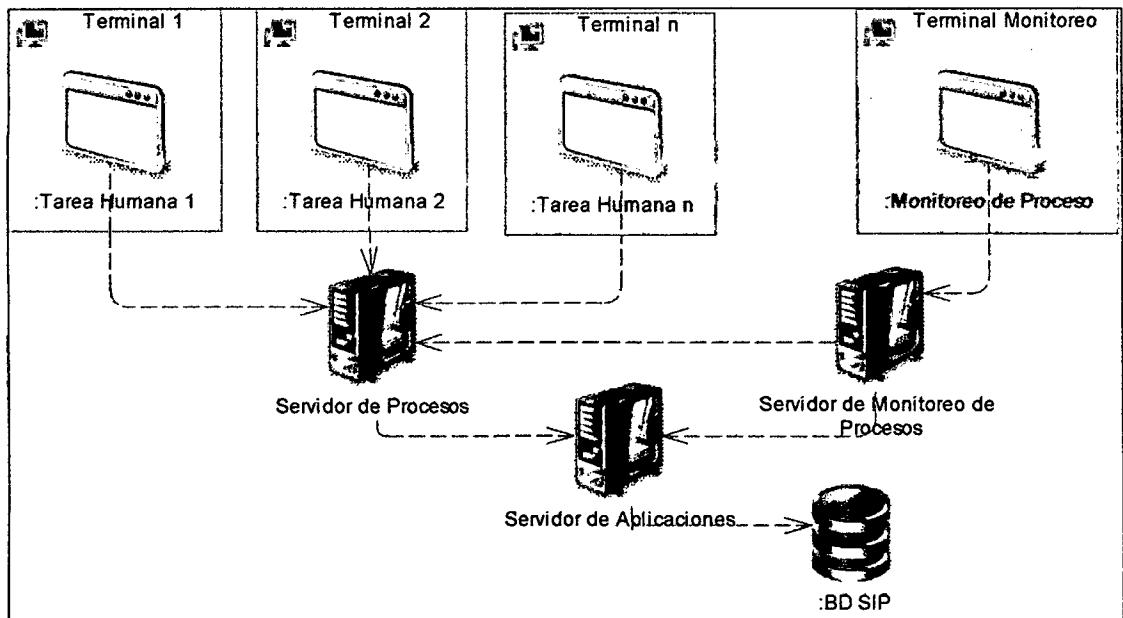 Terminal 1
Terminal 2
Terminal n
Terminal Monitoreo
:Tarea Humana 1
:Tarea Humana 2
:Tarea Humana n
:Monitoreo de Proceso
Servidor de Procesos
Servidor de Monitoreo de
Procesos
Servidor de Aplicaciones
:BD SIP